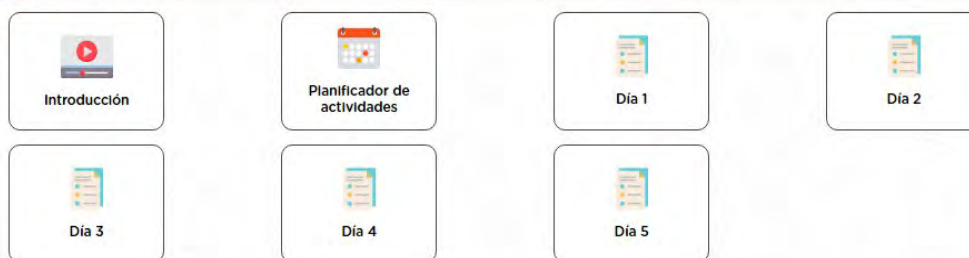 Introducción
Planificador de
actividades
Día 1
Día 2
Día 3
Día 4
Día 5